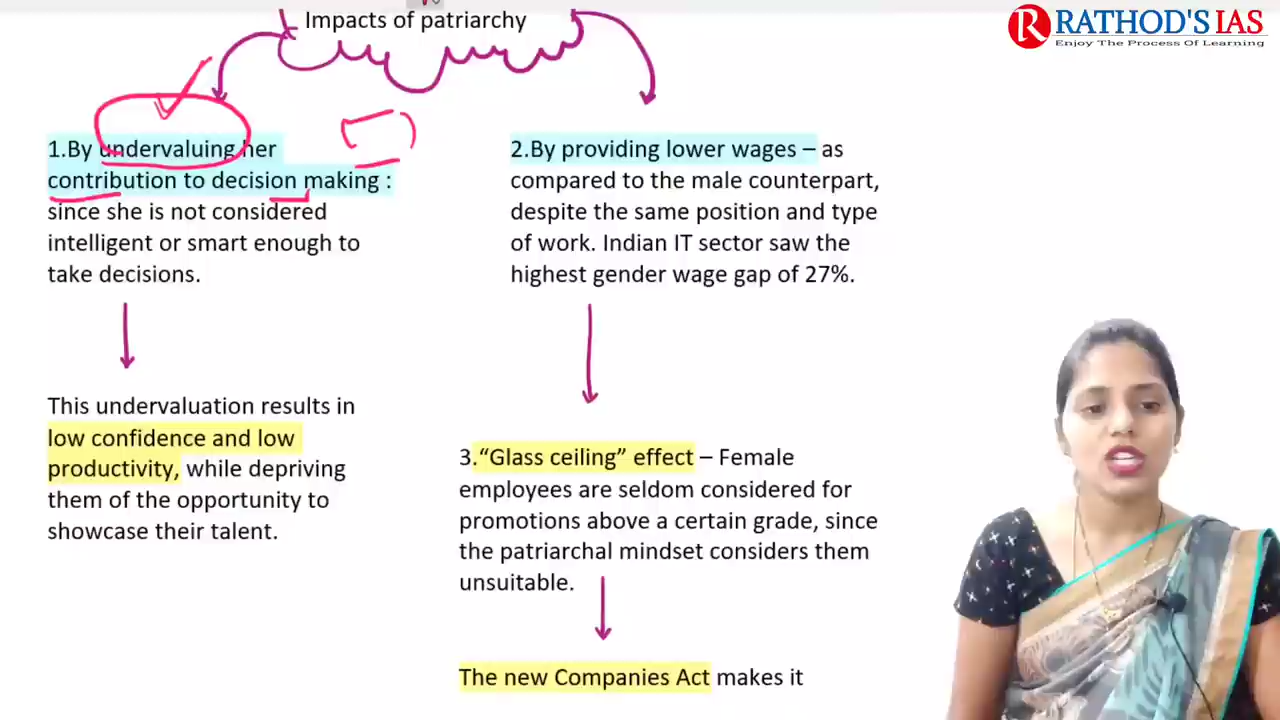 Impacts of patriarchy
RATHOD'S IAS
Enjoy The Process Of Learning
1.By undervaluing her
contribution to decision making :
since she is not considered
intelligent or smart enough to
take decisions.
This undervaluation results in
low confidence and low
productivity, while depriving
them of the opportunity to
showcase their talent.
2.By providing lower wages – as
compared to the male counterpart,
despite the same position and type
of work. Indian IT sector saw the
highest gender wage gap of 27%.
3.“Glass ceiling” effect – Female
employees are seldom considered for
promotions above a certain grade, since
the patriarchal mindset considers them
unsuitable.
The new Companies Act makes it